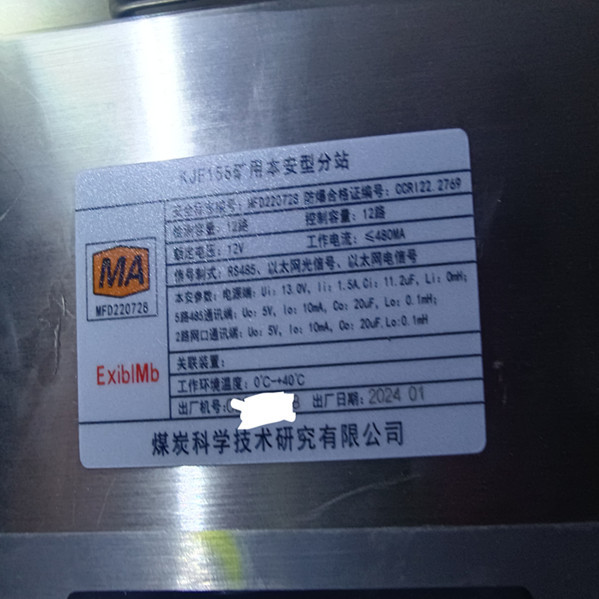 KJF155矿用本安型分站
安全标志编号: MFD220728 防爆合格证编号: CCRI22.2769
检测容量: 12路 控制容量: 12路
额定电压: 12V 工作电流: ≤480MA
信号制式: RS485、以太网光信号、以太网电信号
本安参数: 电源端: Ui: 13.0V, Ii: 1.5A, Ci: 11.2uF, Li: 0mH;
5路485通讯端: Uo: 5V, Io: 10mA, Co: 20uF, Lo: 0.1mH;
2路网口通讯端: Uo: 5V, Io: 10mA, Co: 20uF, Lo:0.1mH
MA
MFD220728
ExibIMb
关联装置:
工作环境温度: 0℃-+40℃
出厂机号: 出厂日期: 2024 01
煤炭科学技术研究有限公司